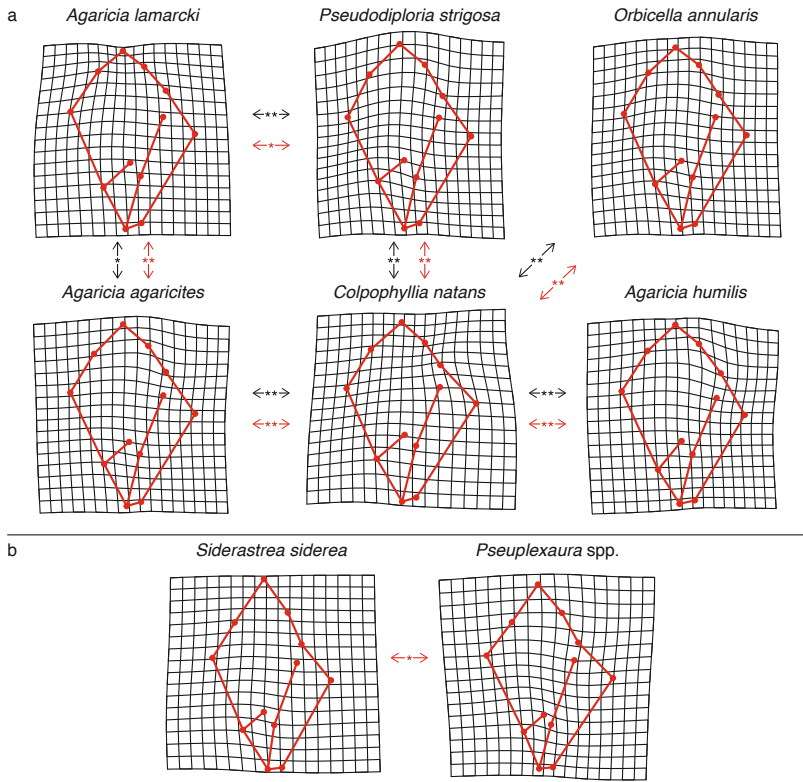 a
Agaricia lamarcki Pseudodiploria strigosa Orbicella annularis
**
*
* ** ** ** **
**
Agaricia agaricites Colpophyllia natans Agaricia humilis
** **
** **
b
Siderastrea siderea Pseuplexaura spp.
*